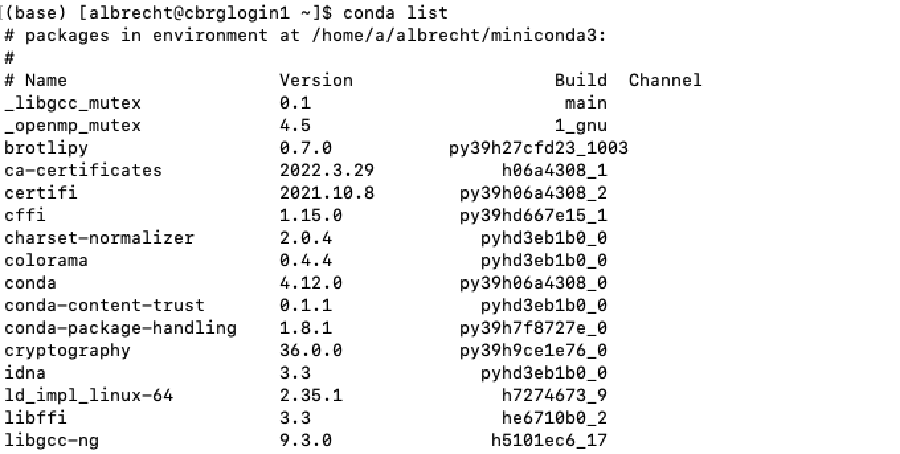 [(base) [albrecht@cbrglogin1 ~]$ conda list
# packages in environment at /home/a/albrecht/miniconda3:
#
# Name                    Version                   Build  Channel
_libgcc_mutex             0.1                        main
_openmp_mutex             4.5                       1_gnu
brotlipy                  0.7.0           py39h27cfd23_1003
ca-certificates           2022.3.29            h06a4308_1
certifi                   2021.10.8        py39h06a4308_2
cffi                      1.15.0           py39hd667e15_1
charset-normalizer        2.0.4              pyhd3eb1b0_0
colorama                  0.4.4              pyhd3eb1b0_0
conda                     4.12.0           py39h06a4308_0
conda-content-trust       0.1.1              pyhd3eb1b0_0
conda-package-handling    1.8.1            py39h7f8727e_0
cryptography              36.0.0           py39h9ce1e76_0
idna                      3.3                pyhd3eb1b0_0
ld_impl_linux-64          2.35.1               h7274673_9
libffi                    3.3                  he6710b0_2
libgcc-ng                 9.3.0               h5101ec6_17